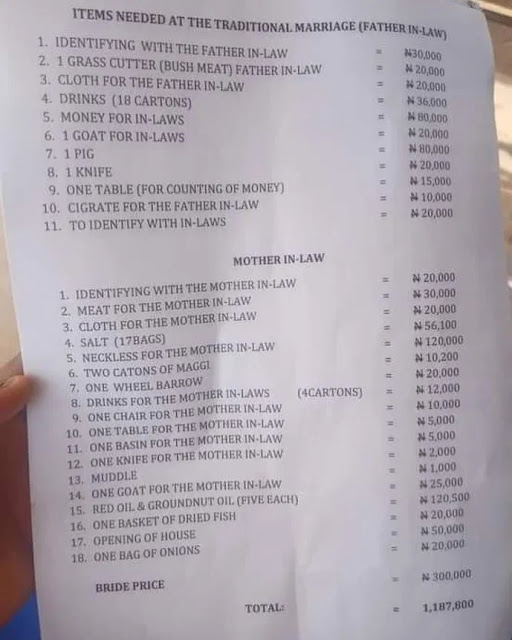 ITEMS NEEDED AT THE TRADITIONAL MARRIAGE (FATHER IN-LAW)
1. IDENTIFYING WITH THE FATHER IN-LAW = ₦30,000
2. 1 GRASS CUTTER (BUSH MEAT) FATHER IN-LAW = ₦ 20,000
3. CLOTH FOR THE FATHER IN-LAW = ₦ 20,000
4. DRINKS (18 CARTONS) = ₦ 36,000
5. MONEY FOR IN-LAWS = ₦ 80,000
6. 1 GOAT FOR IN-LAWS = ₦ 20,000
7. 1 PIG = ₦ 80,000
8. 1 KNIFE = ₦ 20,000
9. ONE TABLE (FOR COUNTING OF MONEY) = ₦ 15,000
10. CIGRATE FOR THE FATHER IN-LAW = ₦ 10,000
11. TO IDENTIFY WITH IN-LAWS = ₦ 20,000
MOTHER IN-LAW
1. IDENTIFYING WITH THE MOTHER IN-LAW = ₦ 20,000
2. MEAT FOR THE MOTHER IN-LAW = ₦ 30,000
3. CLOTH FOR THE MOTHER IN-LAW = ₦ 20,000
4. SALT (17BAGS) = ₦ 56,100
5. NECKLESS FOR THE MOTHER IN-LAW = ₦ 120,000
6. TWO CATONS OF MAGGI = ₦ 10,200
7. ONE WHEEL BARROW = ₦ 20,000
8. DRINKS FOR THE MOTHER IN-LAWS (4CARTONS) = ₦ 12,000
9. ONE CHAIR FOR THE MOTHER IN-LAW = ₦ 10,000
10. ONE TABLE FOR THE MOTHER IN-LAW = ₦ 5,000
11. ONE BASIN FOR THE MOTHER IN-LAW = ₦ 5,000
12. ONE KNIFE FOR THE MOTHER IN-LAW = ₦ 2,000
13. MUDDLE = ₦ 1,000
14. ONE GOAT FOR THE MOTHER IN-LAW = ₦ 25,000
15. RED OIL & GROUNDNUT OIL (FIVE EACH) = ₦ 120,500
16. ONE BASKET OF DRIED FISH = ₦ 20,000
17. OPENING OF HOUSE = ₦ 50,000
18. ONE BAG OF ONIONS = ₦ 20,000
BRIDE PRICE = ₦ 300,000
TOTAL: = 1,187,800